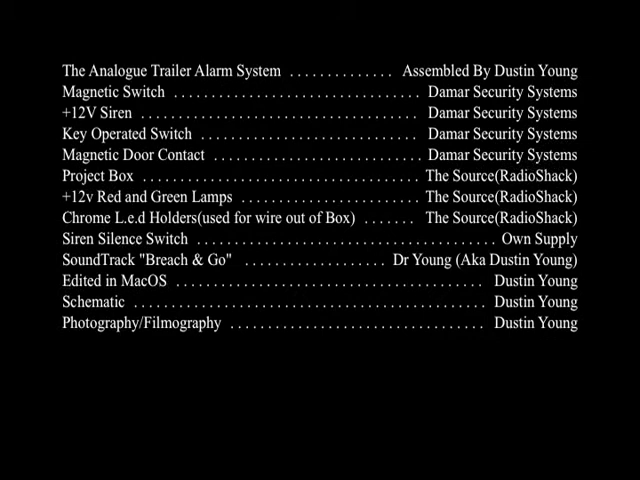 The Analogue Trailer Alarm System . . . . . . . . . . . . . . Assembled By Dustin Young
Magnetic Switch . . . . . . . . . . . . . . . . . . . . . . . . . . . . . . . . . Damar Security Systems
+12V Siren . . . . . . . . . . . . . . . . . . . . . . . . . . . . . . . . . . . . Damar Security Systems
Key Operated Switch . . . . . . . . . . . . . . . . . . . . . . . . . . . . . Damar Security Systems
Magnetic Door Contact . . . . . . . . . . . . . . . . . . . . . . . . . . . Damar Security Systems
Project Box . . . . . . . . . . . . . . . . . . . . . . . . . . . . . . . . . . . . The Source(RadioShack)
+12v Red and Green Lamps . . . . . . . . . . . . . . . . . . . . . . . . The Source(RadioShack)
Chrome L.e.d Holders(used for wire out of Box) . . . . . . . The Source(RadioShack)
Siren Silence Switch . . . . . . . . . . . . . . . . . . . . . . . . . . . . . . . . . . . . . Own Supply
SoundTrack "Breach & Go" . . . . . . . . . . . . . . . . . . Dr Young (Aka Dustin Young)
Edited in MacOS . . . . . . . . . . . . . . . . . . . . . . . . . . . . . . . . . . . . . Dustin Young
Schematic . . . . . . . . . . . . . . . . . . . . . . . . . . . . . . . . . . . . . . . . . . Dustin Young
Photography/Filmography . . . . . . . . . . . . . . . . . . . . . . . . . . . . . Dustin Young